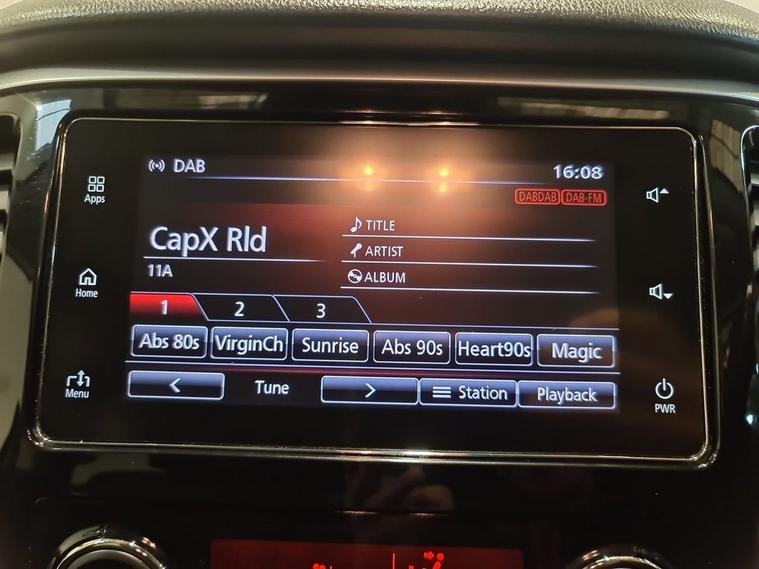 DAB
16:08
Apps
DABDAB DAB-FM
CapX Rld
TITLE
ARTIST
11A
ALBUM
Home
1 2 3
Abs 80s VirginCh Sunrise Abs 90s Heart90s Magic
Menu
< Tune > Station Playback
PWR